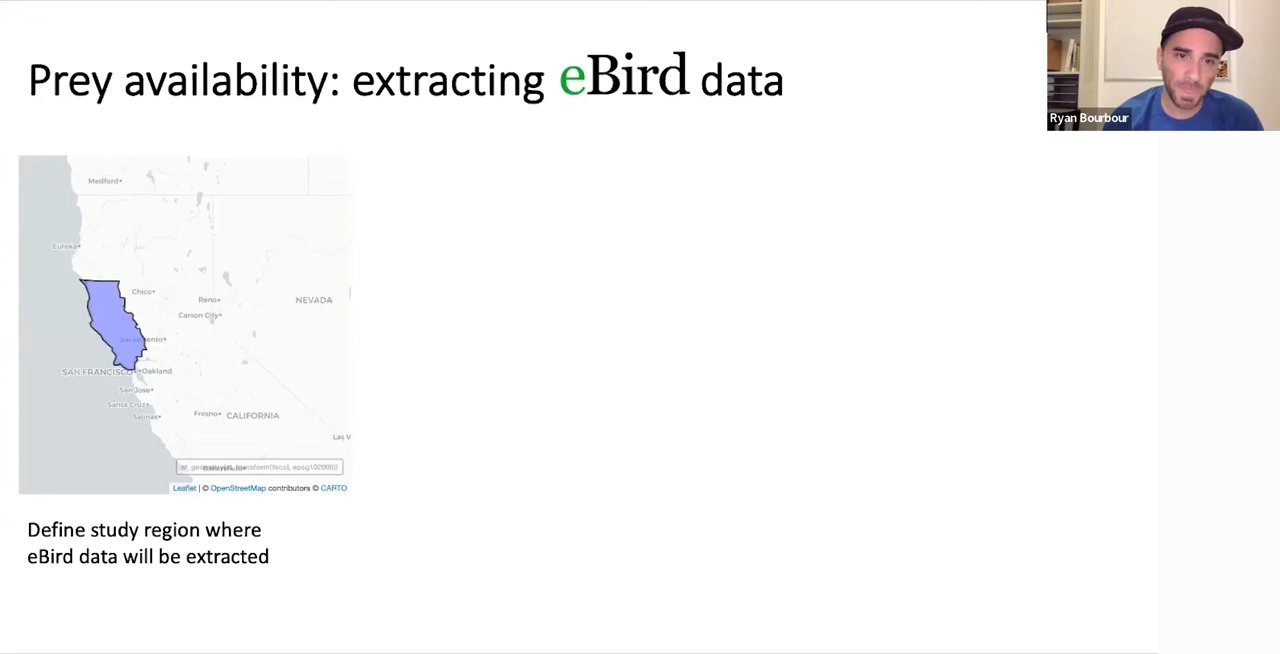 Prey availability: extracting eBird data
Ryan Bourbour
Medford
Eureka
Chico
Reno
NEVADA
Carson City
SAN FRANCISCO
Oakland
San Jose
Santa Cruz
Salinas
Fresno
CALIFORNIA
Las V
Leaflet | © OpenStreetMap contributors © CARTO
Define study region where
eBird data will be extracted